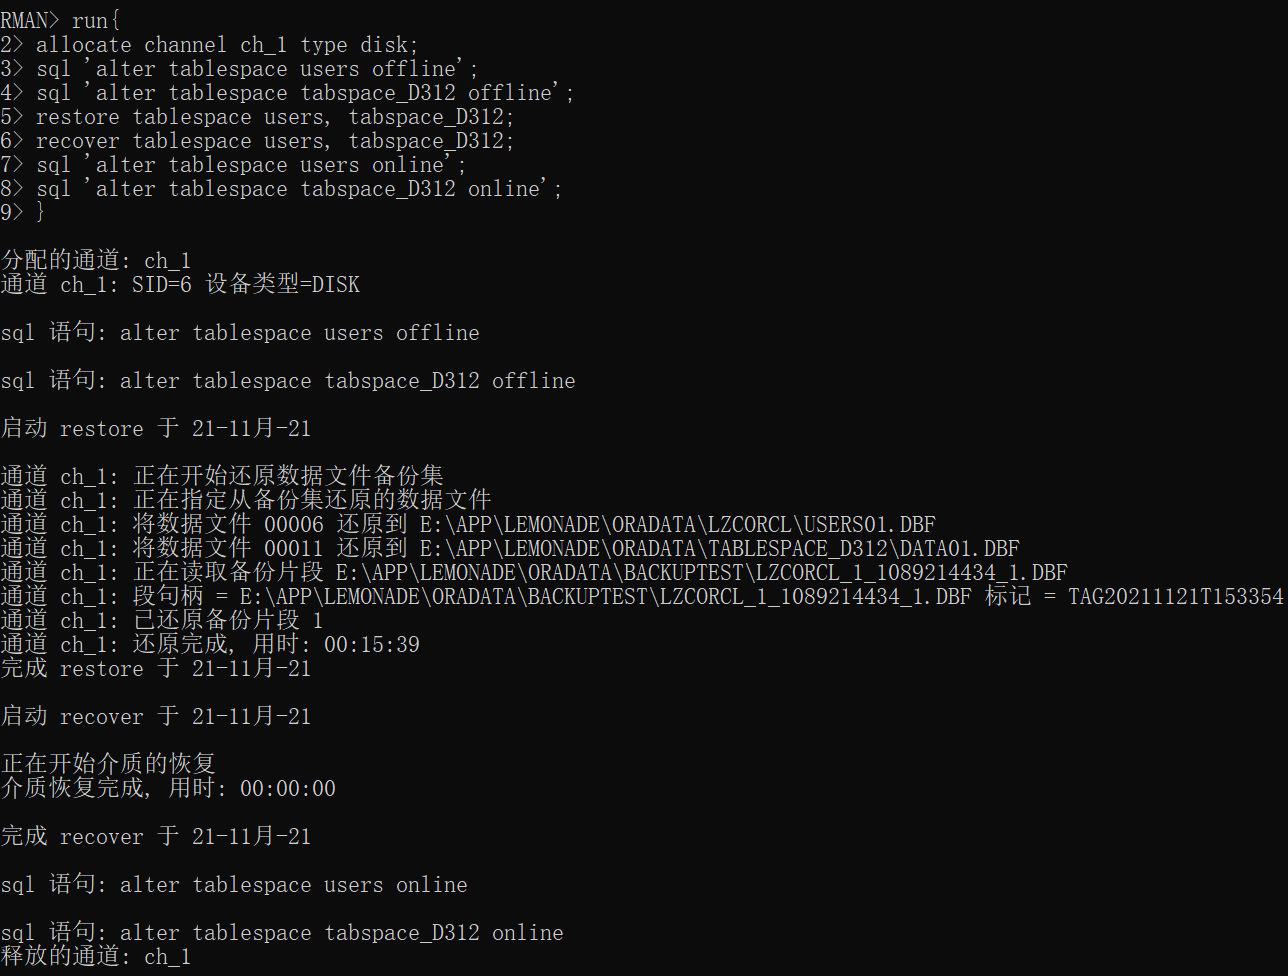 RMAN> run{
2> allocate channel ch_1 type disk;
3> sql 'alter tablespace users offline';
4> sql 'alter tablespace tabspace_D312 offline';
5> restore tablespace users, tabspace_D312;
6> recover tablespace users, tabspace_D312;
7> sql 'alter tablespace users online';
8> sql 'alter tablespace tabspace_D312 online';
9> }
分配的通道: ch_1
通道 ch_1: SID=6 设备类型=DISK
sql 语句: alter tablespace users offline
sql 语句: alter tablespace tabspace_D312 offline
启动 restore 于 21-11月-21
通道 ch_1: 正在开始还原数据文件备份集
通道 ch_1: 正在指定从备份集还原的数据文件
通道 ch_1: 将数据文件 00006 还原到 E:\APP\LEMONADE\ORADATA\LZCORCL\USERS01.DBF
通道 ch_1: 将数据文件 00011 还原到 E:\APP\LEMONADE\ORADATA\TABLESPACE_D312\DATA01.DBF
通道 ch_1: 正在读取备份片段 E:\APP\LEMONADE\ORADATA\BACKUPTEST\LZCORCL_1_1089214434_1.DBF
通道 ch_1: 段句柄 = E:\APP\LEMONADE\ORADATA\BACKUPTEST\LZCORCL_1_1089214434_1.DBF 标记 = TAG20211121T153354
通道 ch_1: 已还原备份片段 1
通道 ch_1: 还原完成, 用时: 00:15:39
完成 restore 于 21-11月-21
启动 recover 于 21-11月-21
正在开始介质的恢复
介质恢复完成, 用时: 00:00:00
完成 recover 于 21-11月-21
sql 语句: alter tablespace users online
sql 语句: alter tablespace tabspace_D312 online
释放的通道: ch_1